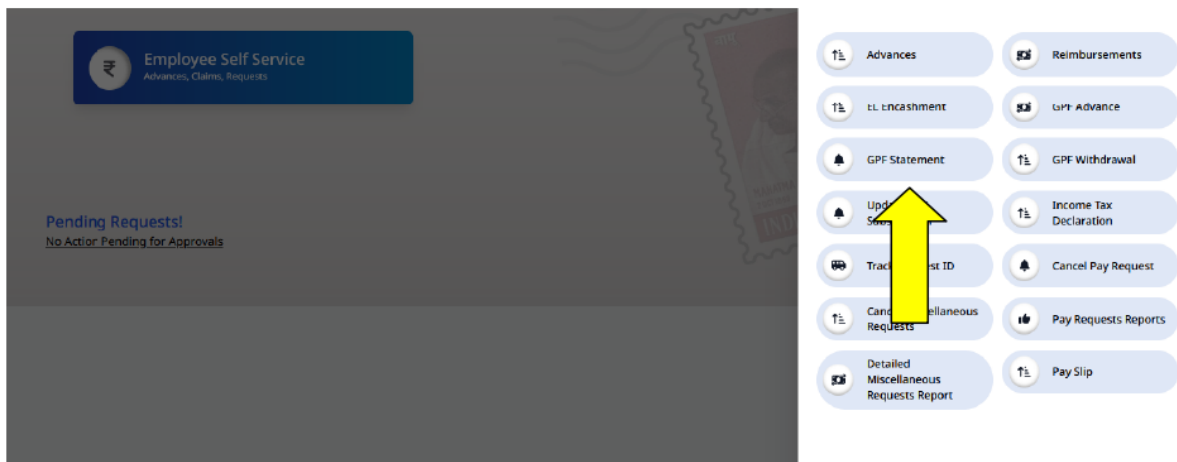 Employee Self Service
Advances, Claims, Requests
Pending Requests!
No Action Pending for Approvals
Advances
Reimbursements
EL Encashment
GPF Advance
GPF Statement
GPF Withdrawal
Income Tax
Declaration
ID
Cancel Pay Request
Requests
Pay Requests Reports
Detailed
Miscellaneous
Requests Report
Pay Slip